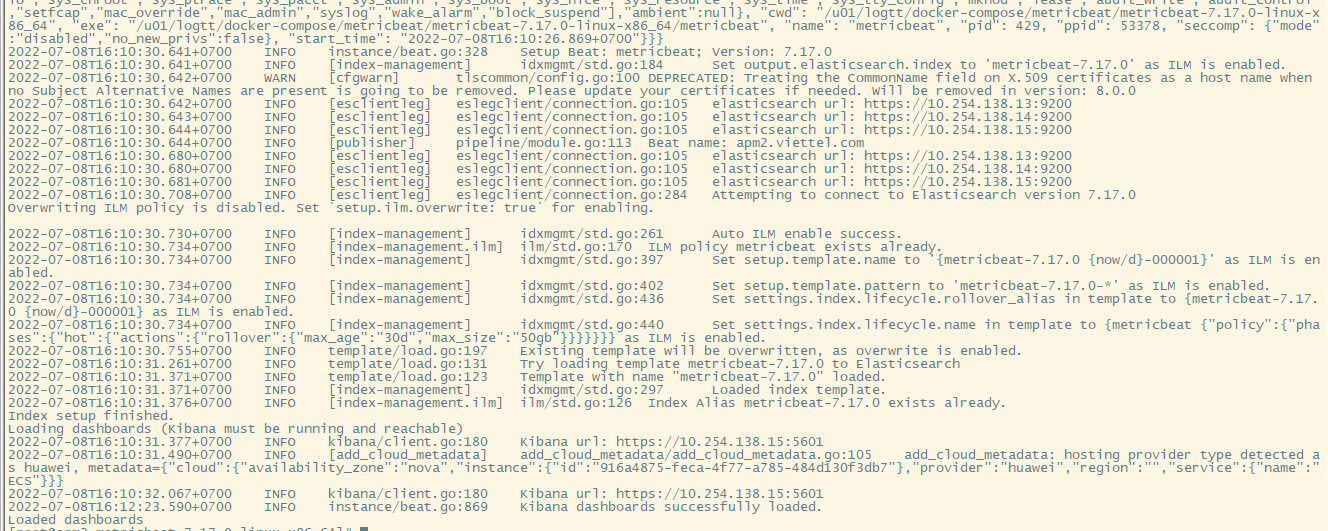 ,"setfcap","mac_override","mac_admin","syslog","wake_alarm","block_suspend"],"ambient":null}, "cwd": "/u01/logtt/docker-compose/metricbeat/metricbeat-7.17.0-linux-x
86_64", "exe": "/u01/logtt/docker-compose/metricbeat/metricbeat-7.17.0-linux-x86_64/metricbeat", "name": "metricbeat", "pid": 429, "ppid": 53378, "seccomp": {"mode"
:"disabled","no_new_privs":false}, "start_time": "2022-07-08T16:10:26.869+0700"}}}
2022-07-08T16:10:30.641+0700 INFO instance/beat.go:328 Setup Beat: metricbeat; Version: 7.17.0
2022-07-08T16:10:30.641+0700 INFO [index-management] idxmgmt/std.go:184 Set output.elasticsearch.index to 'metricbeat-7.17.0' as ILM is enabled.
2022-07-08T16:10:30.642+0700 WARN [cfgwarn] tlscommon/config.go:100 DEPRECATED: Treating the CommonName field on X.509 certificates as a host name when
no Subject Alternative Names are present is going to be removed. Please update your certificates if needed. Will be removed in version: 8.0.0
2022-07-08T16:10:30.642+0700 INFO [esclientleg] eslegclient/connection.go:105 elasticsearch url: https://10.254.138.13:9200
2022-07-08T16:10:30.643+0700 INFO [esclientleg] eslegclient/connection.go:105 elasticsearch url: https://10.254.138.14:9200
2022-07-08T16:10:30.644+0700 INFO [esclientleg] eslegclient/connection.go:105 elasticsearch url: https://10.254.138.15:9200
2022-07-08T16:10:30.644+0700 INFO [publisher] pipeline/module.go:113 Beat name: apm2.viettel.com
2022-07-08T16:10:30.680+0700 INFO [esclientleg] eslegclient/connection.go:105 elasticsearch url: https://10.254.138.13:9200
2022-07-08T16:10:30.680+0700 INFO [esclientleg] eslegclient/connection.go:105 elasticsearch url: https://10.254.138.14:9200
2022-07-08T16:10:30.681+0700 INFO [esclientleg] eslegclient/connection.go:105 elasticsearch url: https://10.254.138.15:9200
2022-07-08T16:10:30.708+0700 INFO [esclientleg] eslegclient/connection.go:284 Attempting to connect to Elasticsearch version 7.17.0
Overwriting ILM policy is disabled. Set `setup.ilm.overwrite: true` for enabling.
2022-07-08T16:10:30.730+0700 INFO [index-management] idxmgmt/std.go:261 Auto ILM enable success.
2022-07-08T16:10:30.734+0700 INFO [index-management.ilm] ilm/std.go:170 ILM policy metricbeat exists already.
2022-07-08T16:10:30.734+0700 INFO [index-management] idxmgmt/std.go:397 Set setup.template.name to '{metricbeat-7.17.0 {now/d}-000001}' as ILM is en
abled.
2022-07-08T16:10:30.734+0700 INFO [index-management] idxmgmt/std.go:402 Set setup.template.pattern to 'metricbeat-7.17.0-*' as ILM is enabled.
2022-07-08T16:10:30.734+0700 INFO [index-management] idxmgmt/std.go:436 Set settings.index.lifecycle.rollover_alias in template to {metricbeat-7.17.
0 {now/d}-000001} as ILM is enabled.
2022-07-08T16:10:30.734+0700 INFO [index-management] idxmgmt/std.go:440 Set settings.index.lifecycle.name in template to {metricbeat {"policy":{"pha
ses":{"hot":{"actions":{"rollover":{"max_age":"30d","max_size":"50gb"}}}}}}} as ILM is enabled.
2022-07-08T16:10:30.755+0700 INFO template/load.go:197 Existing template will be overwritten, as overwrite is enabled.
2022-07-08T16:10:31.261+0700 INFO template/load.go:131 Try loading template metricbeat-7.17.0 to Elasticsearch
2022-07-08T16:10:31.371+0700 INFO template/load.go:123 Template with name "metricbeat-7.17.0" loaded.
2022-07-08T16:10:31.371+0700 INFO [index-management] idxmgmt/std.go:297 Loaded index template.
2022-07-08T16:10:31.376+0700 INFO [index-management.ilm] ilm/std.go:126 Index Alias metricbeat-7.17.0 exists already.
Index setup finished.
Loading dashboards (Kibana must be running and reachable)
2022-07-08T16:10:31.377+0700 INFO kibana/client.go:180 Kibana url: https://10.254.138.15:5601
2022-07-08T16:10:31.490+0700 INFO [add_cloud_metadata] add_cloud_metadata/add_cloud_metadata.go:105 add_cloud_metadata: hosting provider type detected a
s huawei, metadata={"cloud":{"availability_zone":"nova","instance":{"id":"916a4875-feca-4f77-a785-484d130f3db7"},"provider":"huawei","region":"","service":{"name":"
ECS"}}}
2022-07-08T16:10:32.067+0700 INFO kibana/client.go:180 Kibana url: https://10.254.138.15:5601
2022-07-08T16:12:23.590+0700 INFO instance/beat.go:869 Kibana dashboards successfully loaded.
Loaded dashboards